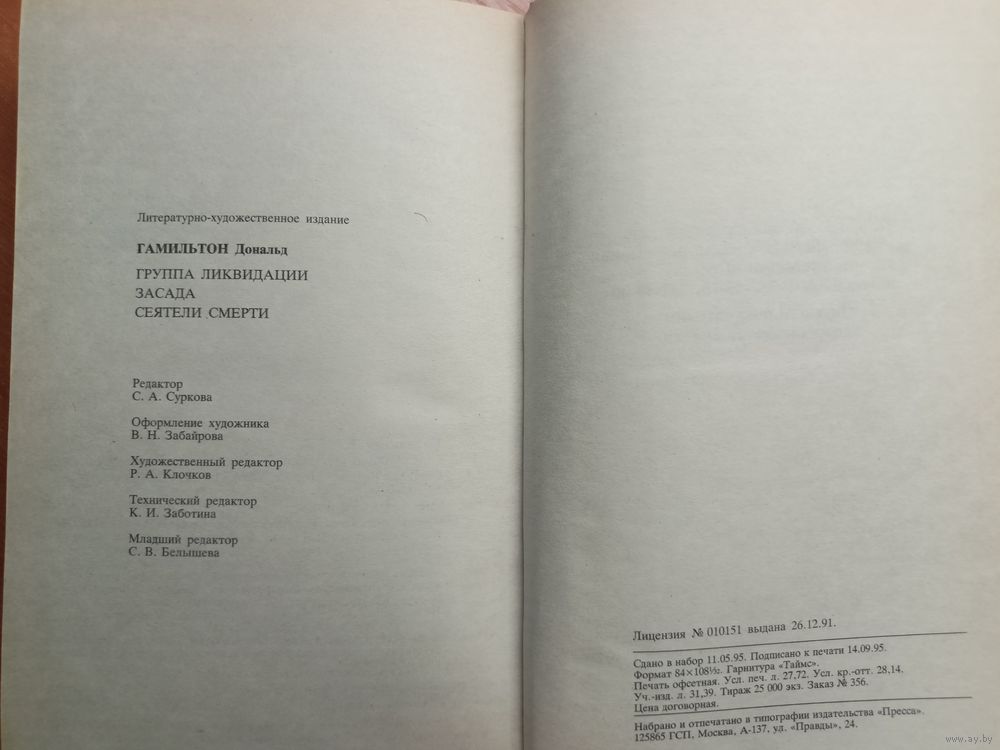 Литературно-художественное издание
ГАМИЛЬТОН Дональд
ГРУППА ЛИКВИДАЦИИ
ЗАСАДА
СЕЯТЕЛИ СМЕРТИ
Редактор
С. А. Суркова
Оформление художника
В. Н. Забайрова
Художественный редактор
Р. А. Клочков
Технический редактор
К. И. Заботина
Младший редактор
С. В. Белышева
Лицензия № 010151 выдана 26.12.91.
Сдано в набор 11.05.95. Подписано к печати 14.09.95.
Формат 84×108½. Гарнитура «Таймс».
Печать офсетная. Усл. печ. л. 27,72. Усл. кр.-отт. 28,14.
Уч.-изд. л. 31,39. Тираж 25 000 экз. Заказ № 356.
Цена договорная.
Набрано и отпечатано в типографии издательства «Пресса».
125865 ГСП, Москва, А-137, ул. «Правды», 24.
www.ay.by